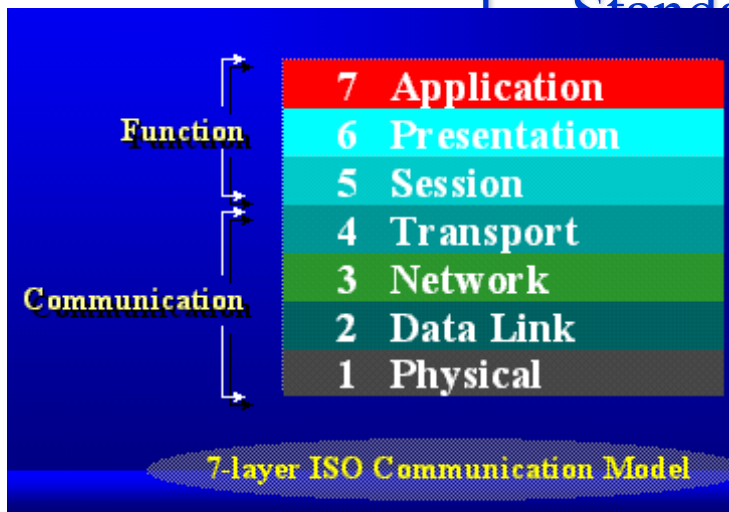 Function
Communication
7 Application
6 Presentation
5 Session
4 Transport
3 Network
2 Data Link
1 Physical
7-layer ISO Communication Model